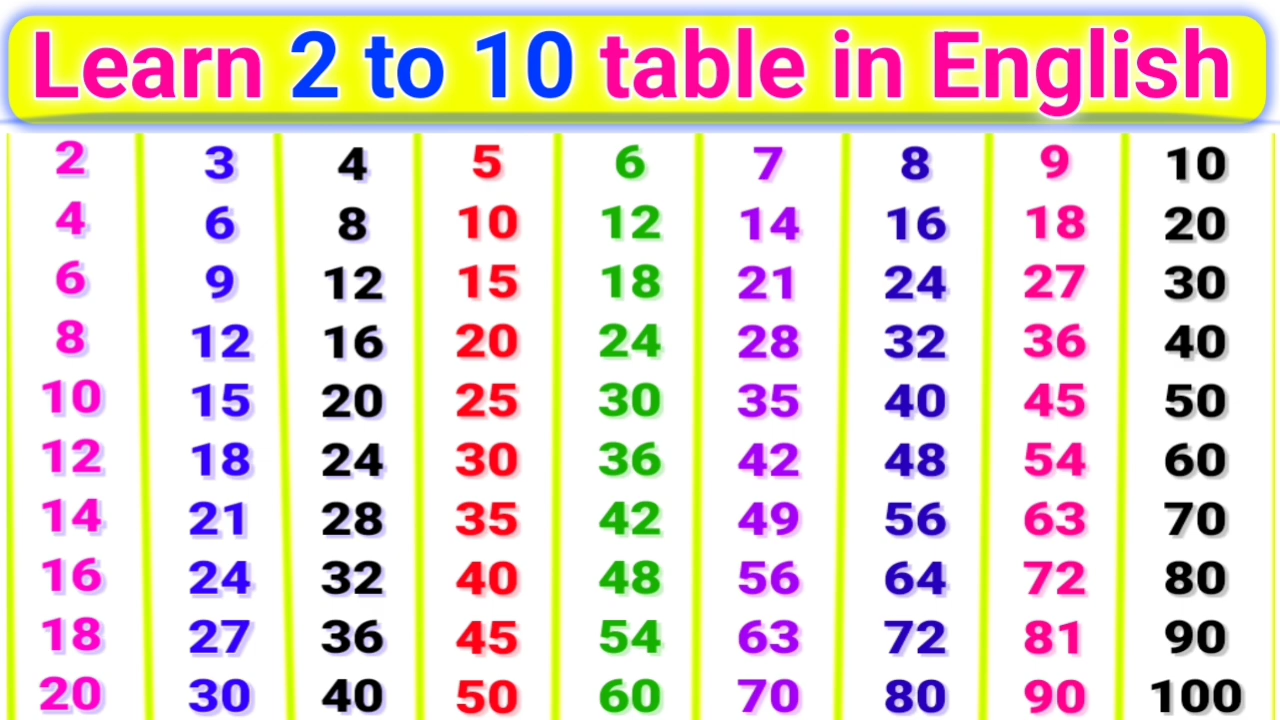 Learn 2 to 10 table in English
2 3 4 5 6 7 8 9 10
4 6 8 10 12 14 16 18 20
6 9 12 15 18 21 24 27 30
8 12 16 20 24 28 32 36 40
10 15 20 25 30 35 40 45 50
12 18 24 30 36 42 48 54 60
14 21 28 35 42 49 56 63 70
16 24 32 40 48 56 64 72 80
18 27 36 45 54 63 72 81 90
20 30 40 50 60 70 80 90 100